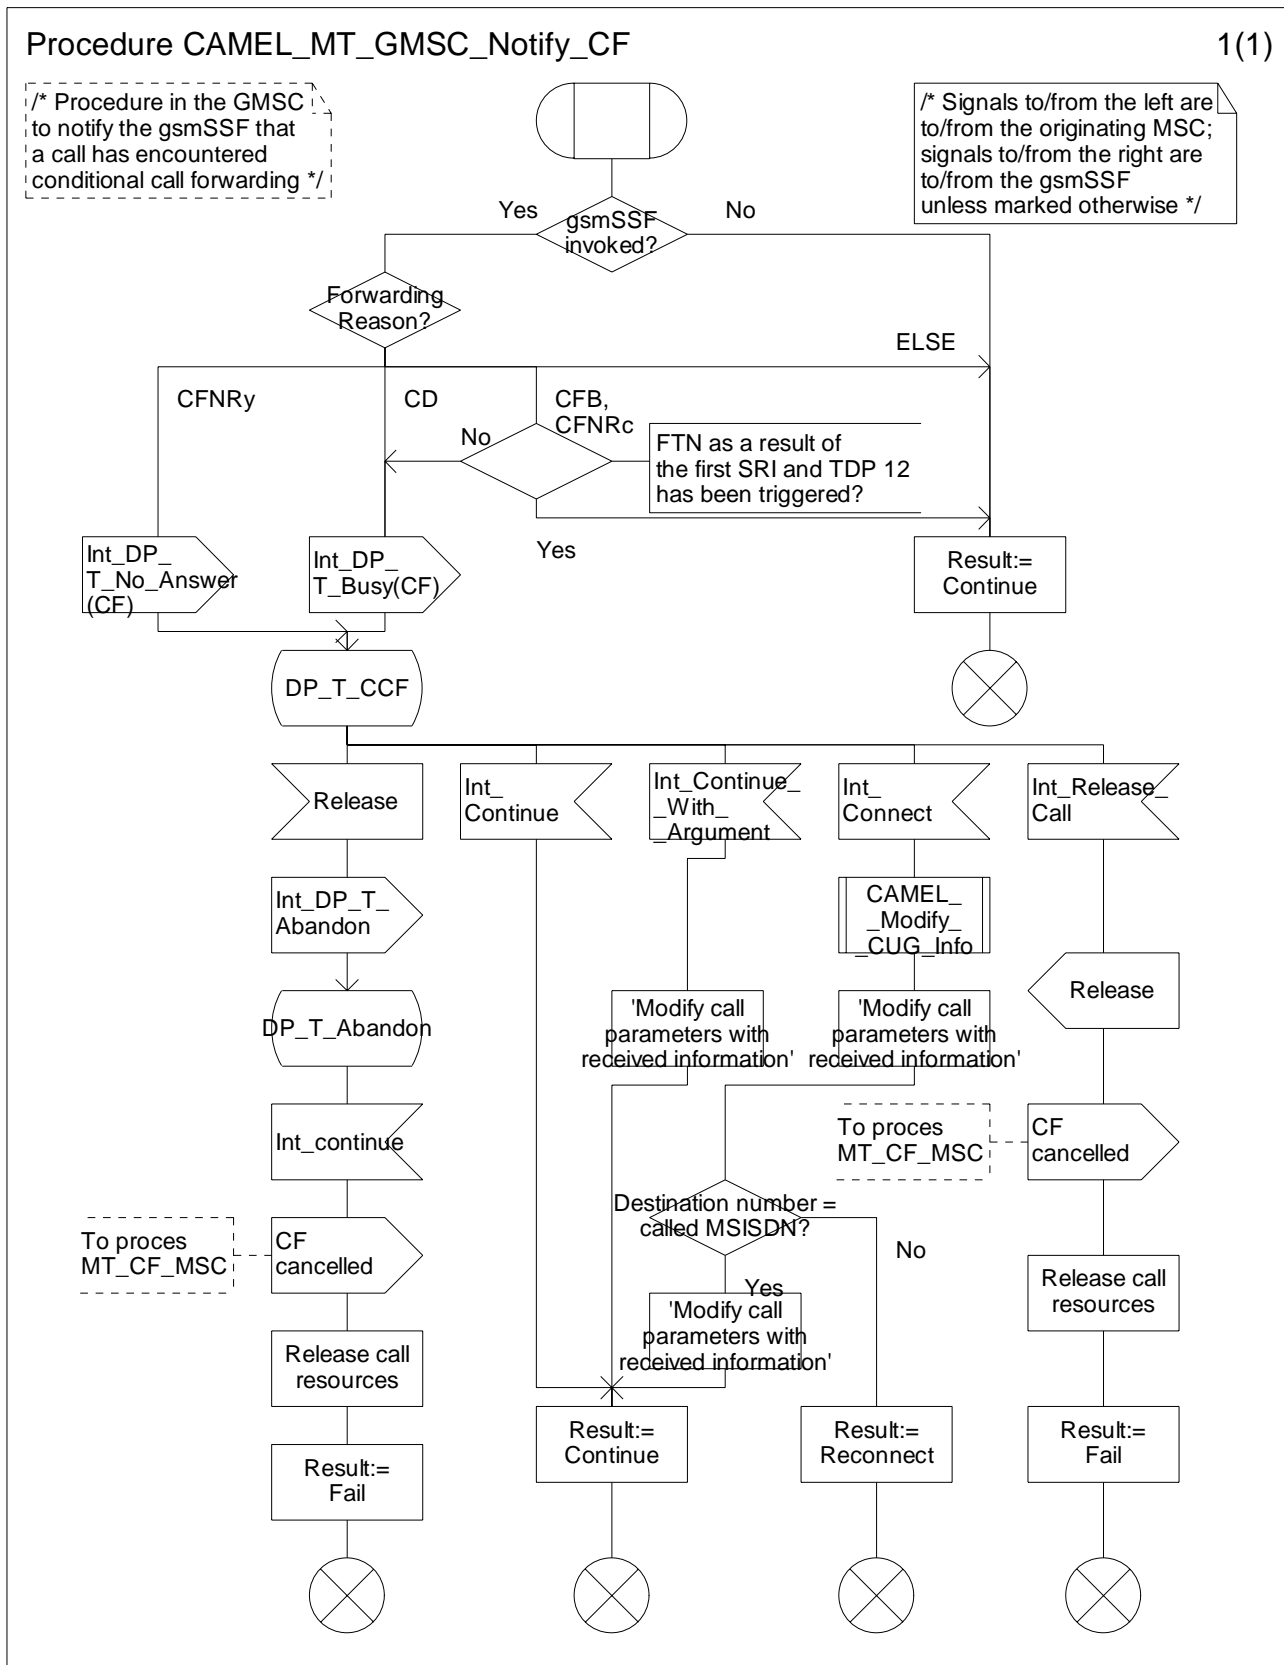 Procedure CAMEL_MT_GMSC_Notify_CF
1(1)
/* Procedure in the GMSC
to notify the gsmSSF that
a call has encountered
conditional call forwarding */
/* Signals to/from the left are
to/from the originating MSC;
signals to/from the right are
to/from the gsmSSF
unless marked otherwise */
Yes
gsmSSF
invoked?
No
Forwarding
Reason?
ELSE
CFNRy
CD
CFB,
CFNRc
No
FTN as a result of
the first SRI and TDP 12
has been triggered?
Yes
Int_DP_
T_No_Answer
(CF)
Int_DP_
T_Busy(CF)
Result:=
Continue
DP_T_CCF
Release
Int_
Continue
Int_Continue_
_With_
_Argument
Int_
Connect
Int_Release_
Call
Int_DP_T_
Abandon
CAMEL_
_Modify_
_CUG_Info
DP_T_Abandon
'Modify call
parameters with
received information'
'Modify call
parameters with
received information'
Release
Int_continue
To proces
MT_CF_MSC
CF
cancelled
Destination number =
called MSISDN?
No
Yes
To proces
MT_CF_MSC
CF
cancelled
Release call
resources
'Modify call
parameters with
received information'
Release call
resources
Result:=
Fail
Result:=
Continue
Result:=
Reconnect
Result:=
Fail